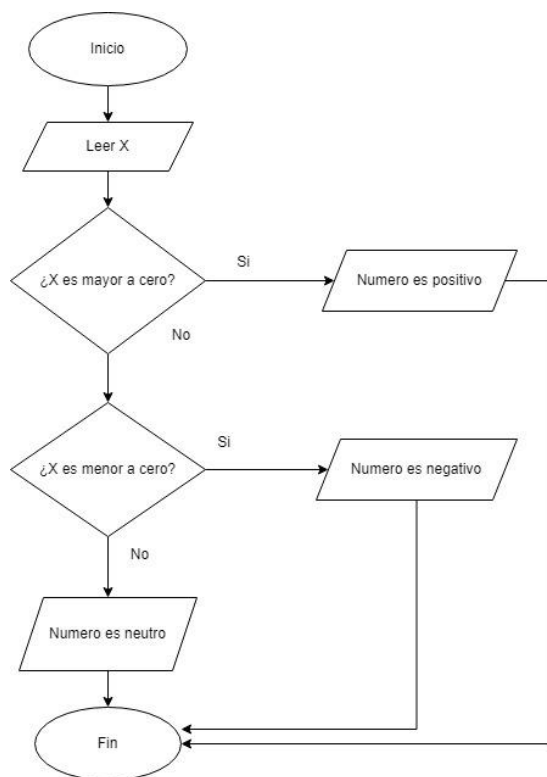 Inicio
Leer X
¿X es mayor a cero?
Si
Numero es positivo
No
¿X es menor a cero?
Si
Numero es negativo
No
Numero es neutro
Fin